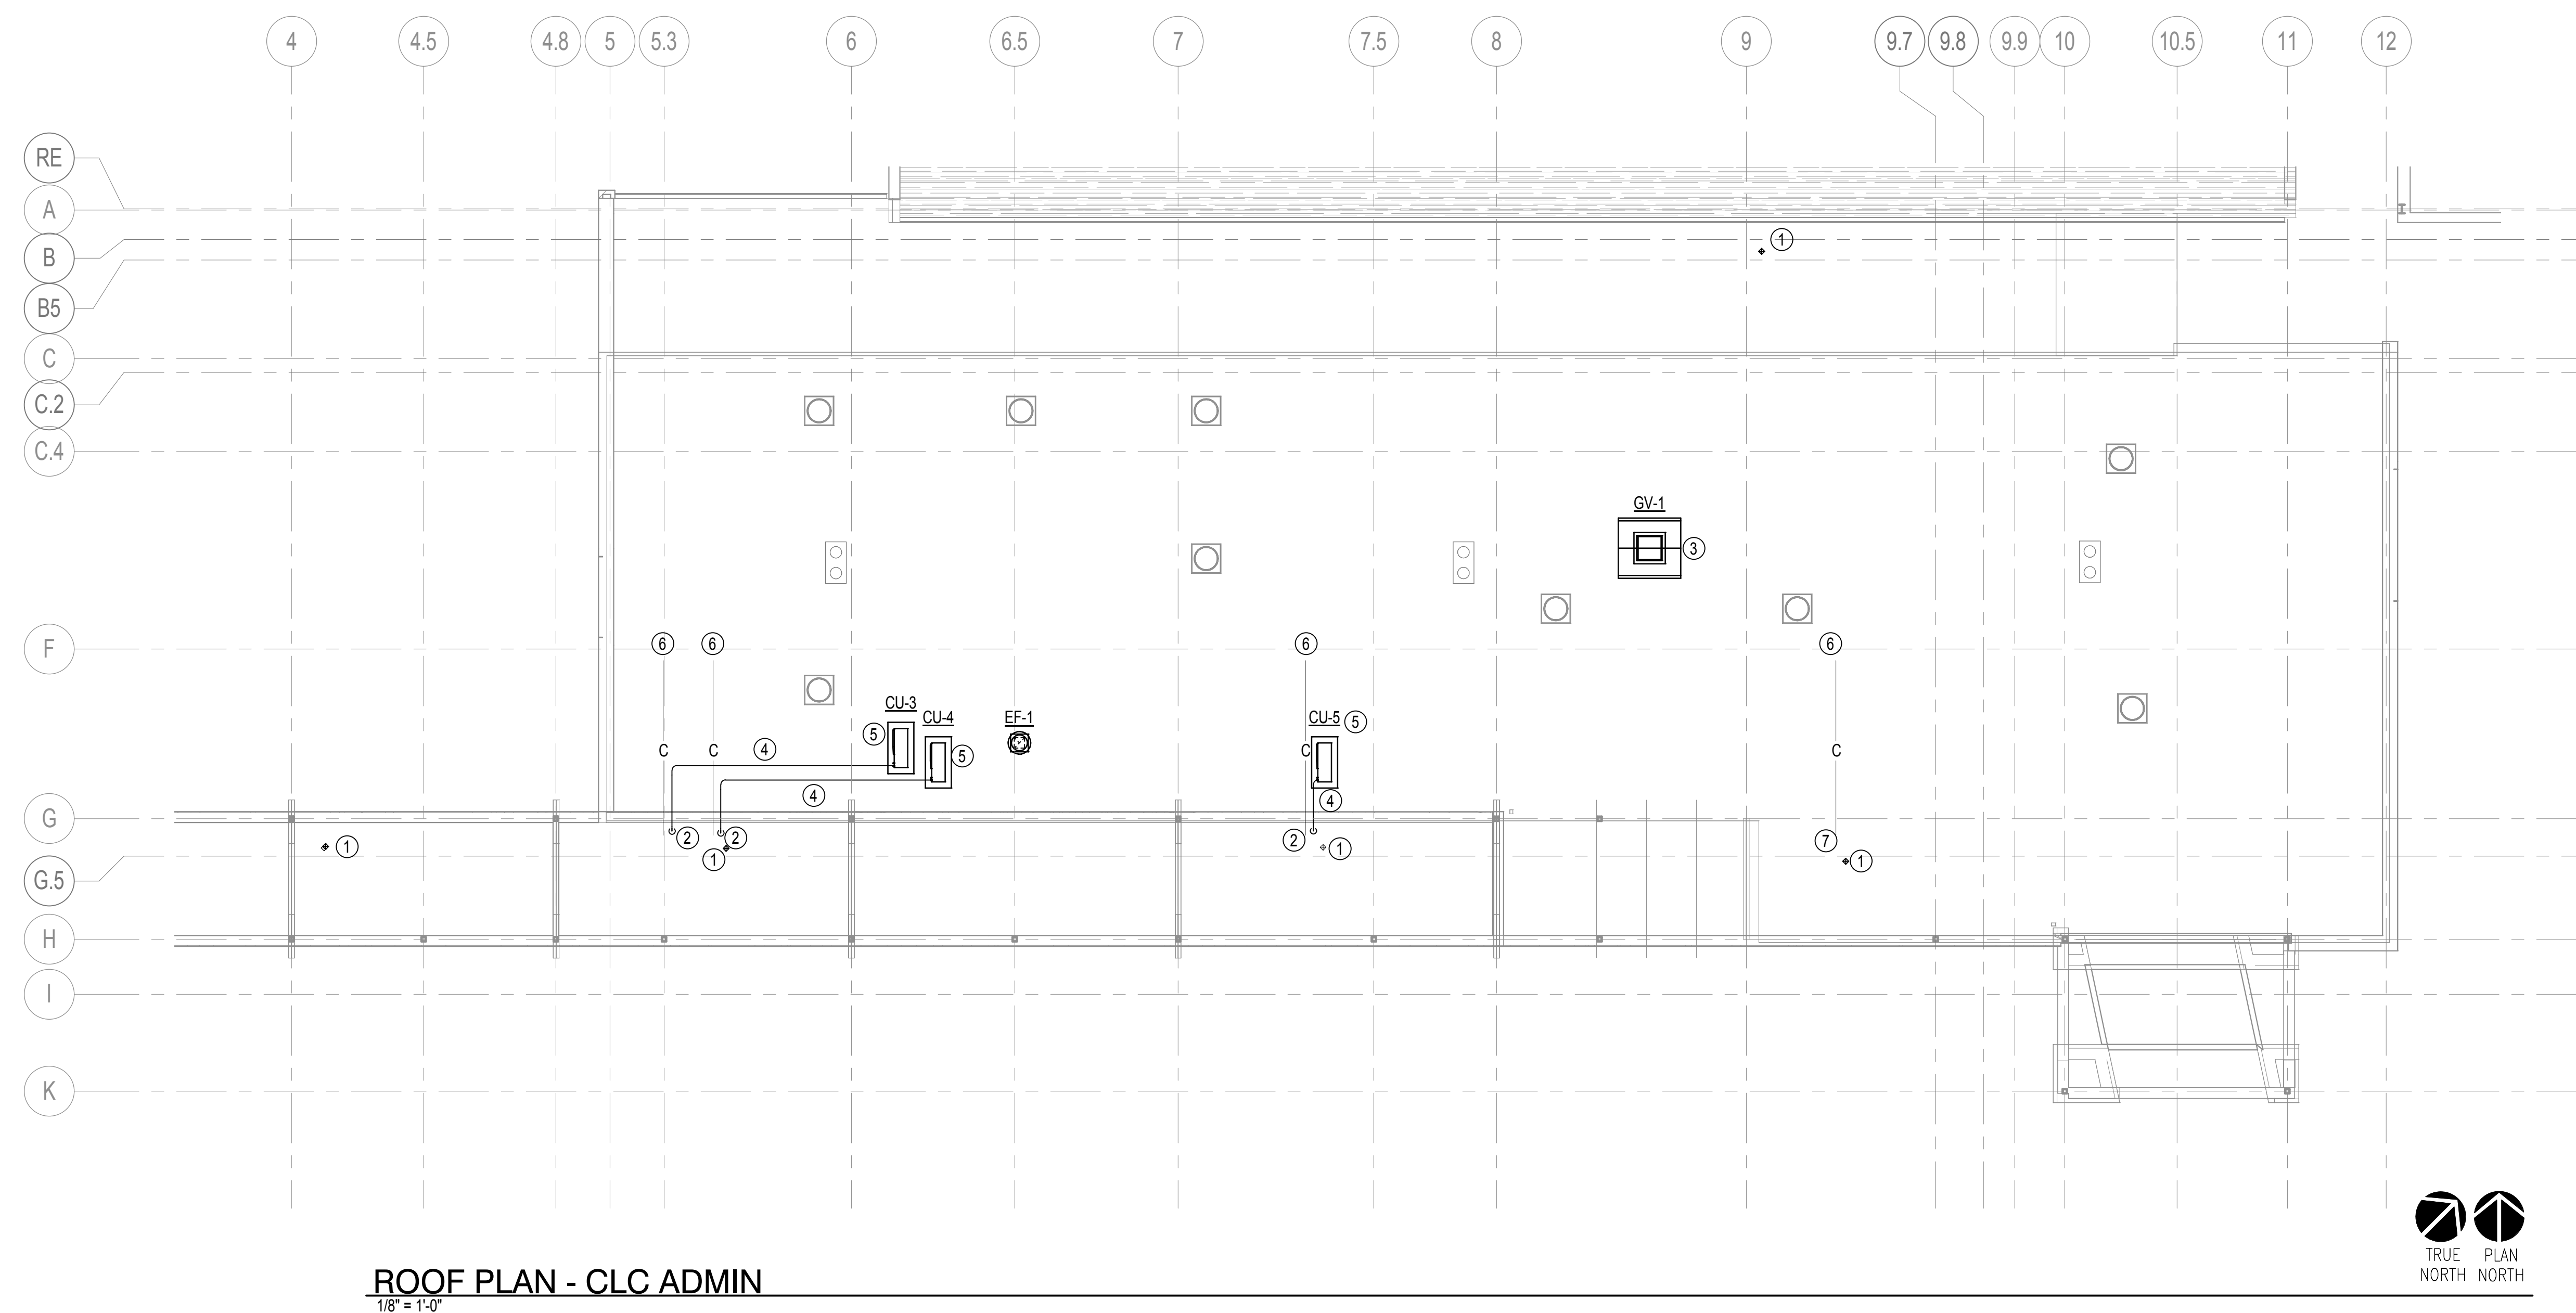 4 4.5 4.8 5 5.3 6 6.5 7 7.5 8 9 9.7 9.8 9.9 10 10.5 11 12
RE
A
1
B
B5
C
C.2
C.4
GV-1
3
F
6 6 6 6
CU-3
CU-4 EF-1 CU-5 5
5
C C 4 5 C C
4 4
G
2 2 2 7
1 1 1 1
G.5
H
I
K
TRUE
NORTH
PLAN
NORTH
ROOF PLAN - CLC ADMIN
1/8" = 1'-0"